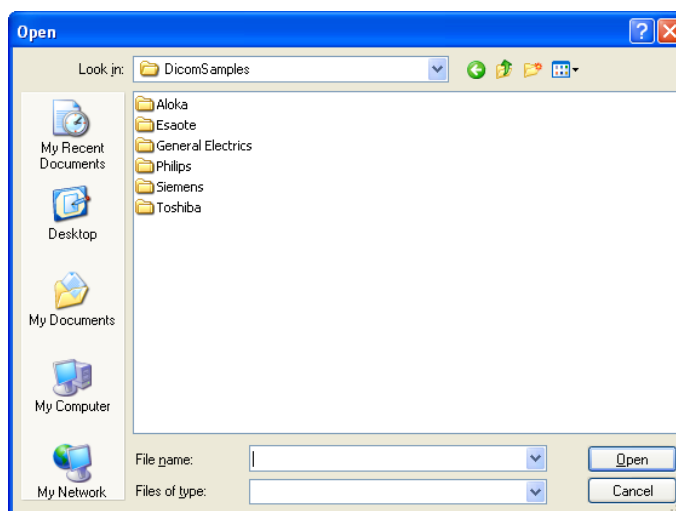 Open
Look in: DicomSamples
My Recent Documents
Desktop
My Documents
My Computer
My Network
Aloka
Esaote
General Electrics
Philips
Siemens
Toshiba
File name: Open
Files of type: Cancel